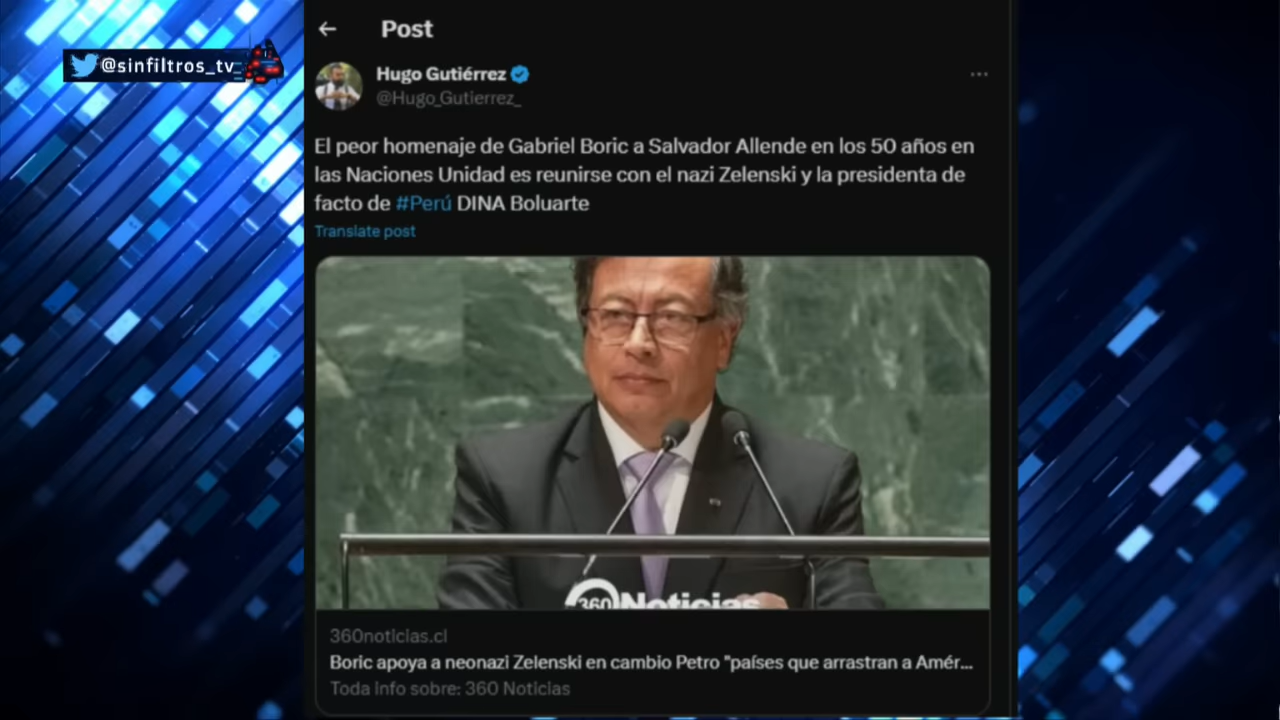 @sinfiltros_tv
Post
Hugo Gutiérrez
@Hugo_Gutierrez_
El peor homenaje de Gabriel Boric a Salvador Allende en los 50 años en
las Naciones Unidad es reunirse con el nazi Zelenski y la presidenta de
facto de #Perú DINA Boluarte
Translate post
360Noticias
360noticias.cl
Boric apoya a neonazi Zelenski en cambio Petro "países que arrastran a Amér...
Toda info sobre: 360 Noticias